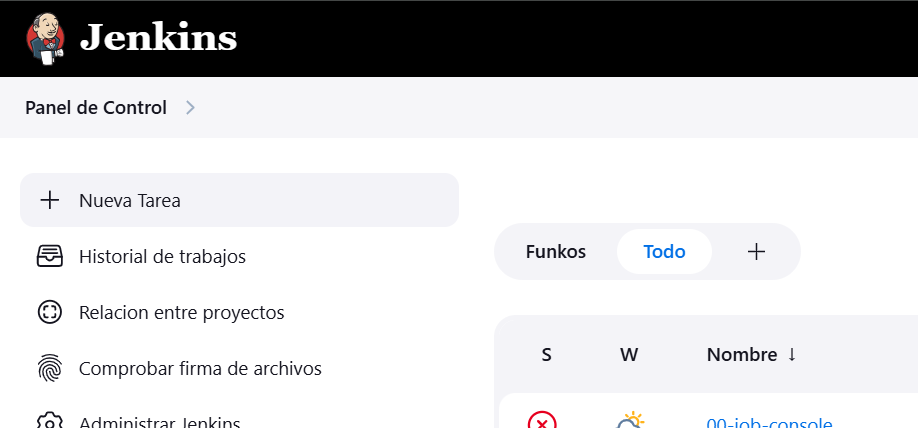 Jenkins
Panel de Control
Nueva Tarea
Historial de trabajos
Relacion entre proyectos
Comprobar firma de archivos
Administrar Jenkins
Funkos Todo
S W Nombre ↓
00-job-console